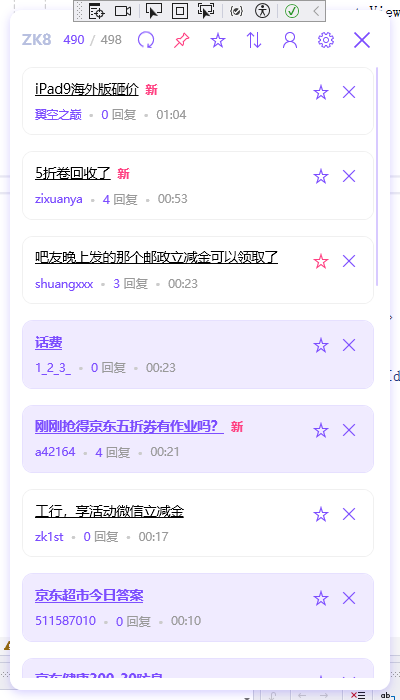 View
ZK8 490 / 498
iPad9海外版砸价 新
翼空之巅 • 0 回复 • 01:04
5折卷回收了 新
zixuanya • 4 回复 • 00:53
吧友晚上发的那个邮政立减金可以领取了
shuangxxx • 3 回复 • 00:23
话费
1_2_3_ • 0 回复 • 00:23
刚刚抢得京东五折券有作业吗？ 新
a42164 • 4 回复 • 00:21
工行，享活动微信立减金
zk1st • 0 回复 • 00:17
京东超市今日答案
511587010 • 0 回复 • 00:10